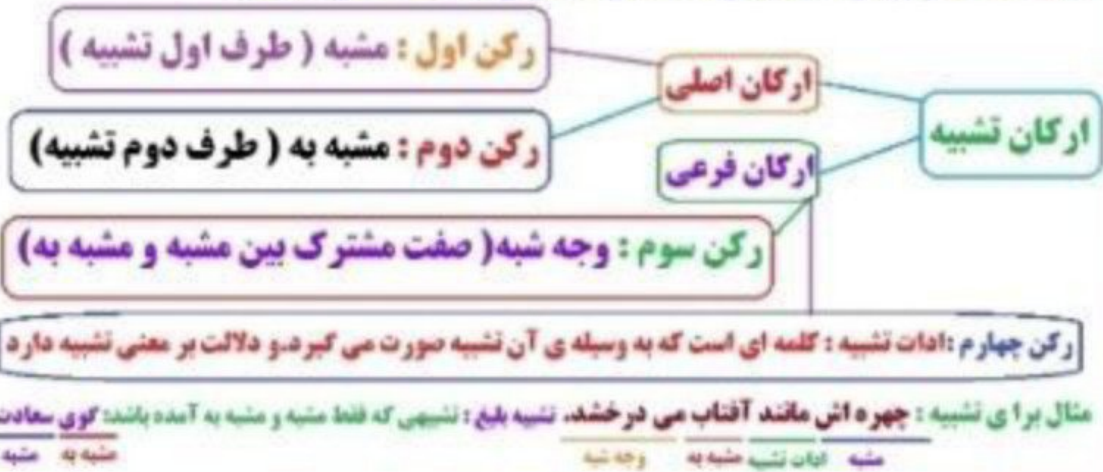 ارکان تشبیه
ارکان اصلی
رکن اول : مشبه ( طرف اول تشبیه )
رکن دوم : مشبه به ( طرف دوم تشبیه)
ارکان فرعی
رکن سوم : وجه شبه( صفت مشترک بین مشبه و مشبه به)
رکن چهارم :ادات تشبیه : کلمه ای است که به وسیله ی آن تشبیه صورت می گیرد.و دلالت بر معنی تشبیه دارد
مثال برا ی تشبیه : چهره اش مانند آفتاب می درخشد. تشبیه بلیغ : تشبیهی که فقط مشبه و مشبه به آمده باشد: گوی سعادت
مشبه ادات تشبیه مشبه به وجه شبه مشبه به مشبه